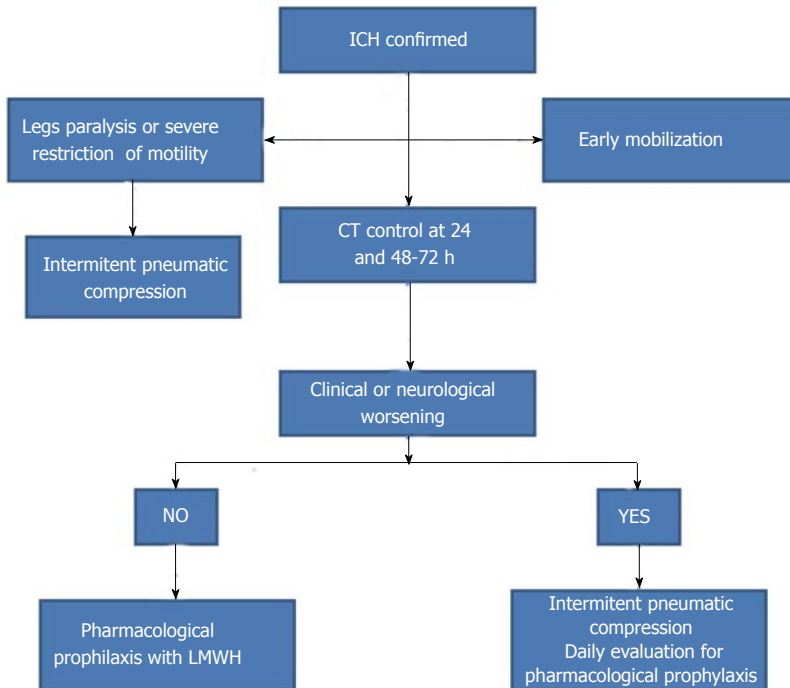 ICH confirmed
Legs paralysis or severe
restriction of motility
Early mobilization
CT control at 24
and 48-72 h
Intermitent pneumatic
compression
Clinical or neurological
worsening
NO
YES
Pharmacological
prophilaxis with LMWH
Intermitent pneumatic
compression
Daily evaluation for
pharmacological prophylaxis